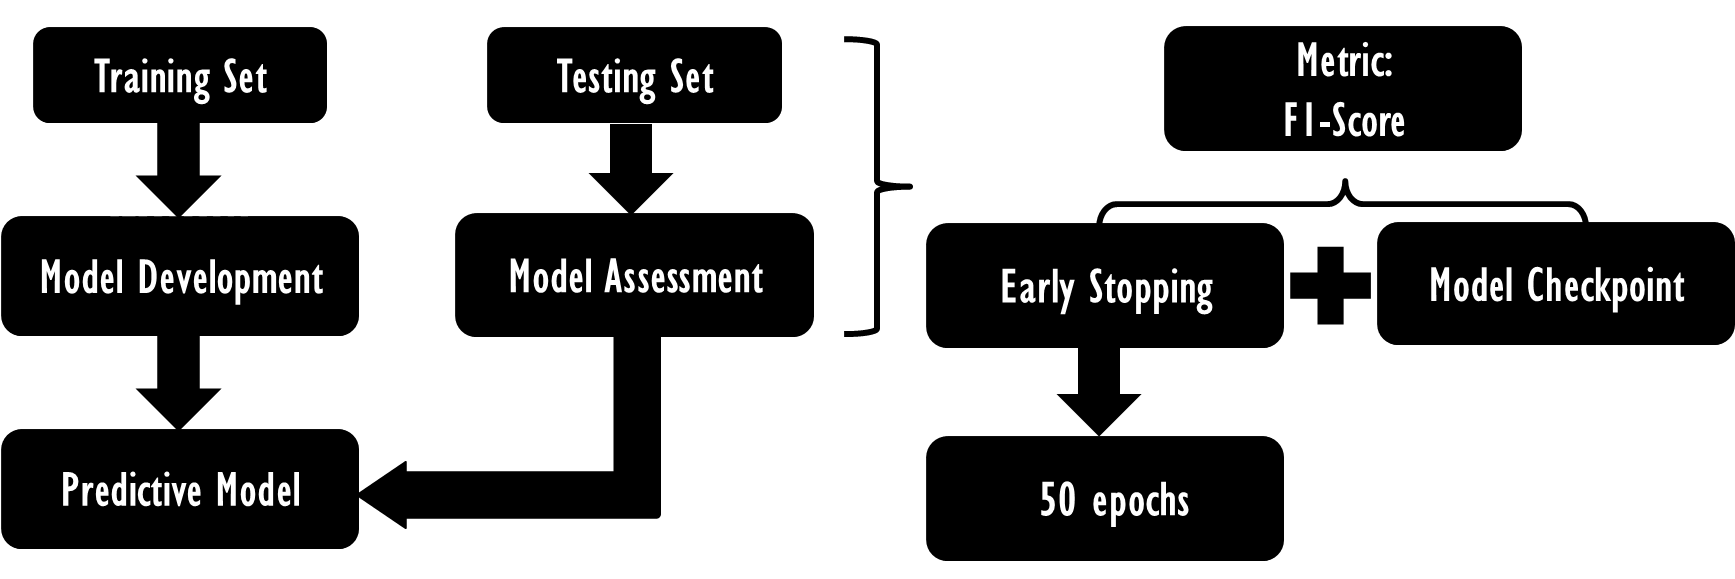 Training Set
Testing Set
Metric:
F1-Score
Model Development
Model Assessment
Early Stopping
Model Checkpoint
Predictive Model
50 epochs